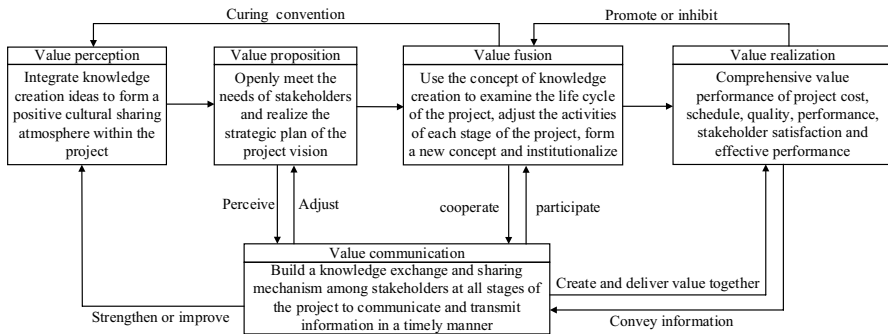 Curing convention
Promote or inhibit
Value perception
Integrate knowledge
creation ideas to form a
positive cultural sharing
atmosphere within the
project
Value proposition
Openly meet the
needs of stakeholders
and realize the
strategic plan of the
project vision
Value fusion
Use the concept of knowledge
creation to examine the life cycle
of the project, adjust the activities
of each stage of the project, form
a new concept and institutionalize
Value realization
Comprehensive value
performance of project cost,
schedule, quality, performance,
stakeholder satisfaction and
effective performance
Perceive
Adjust
cooperate
participate
Value communication
Build a knowledge exchange and sharing
mechanism among stakeholders at all stages of
the project to communicate and transmit
information in a timely manner
Strengthen or improve
Create and deliver value together
Convey information